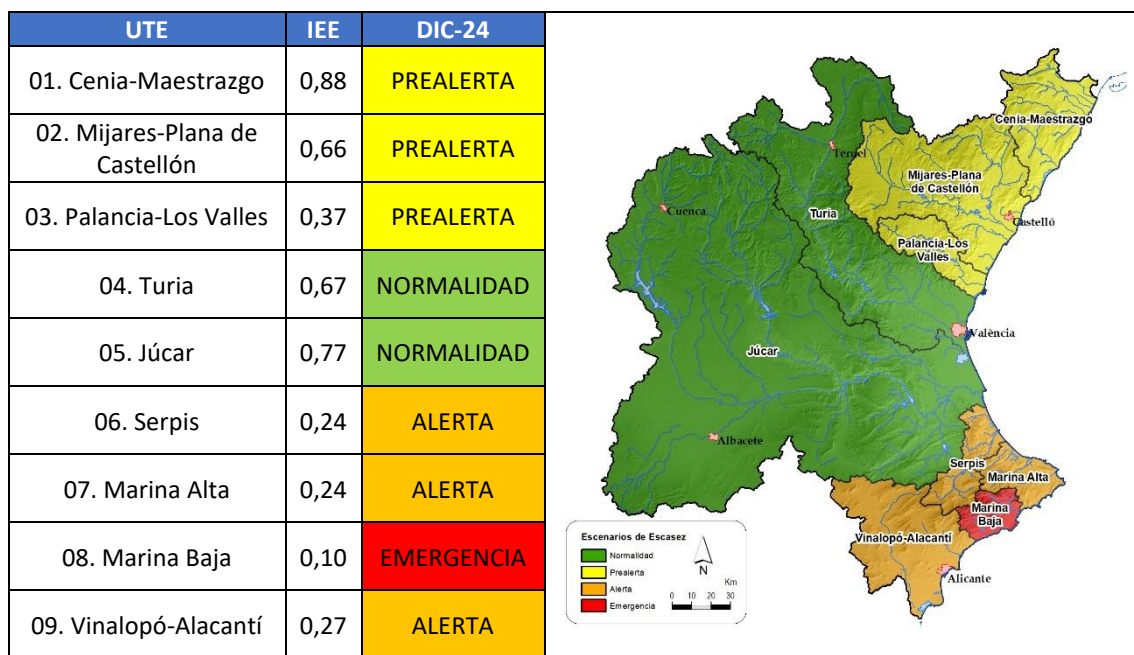 UTE IEE DIC-24
01. Cenia-Maestrazgo 0,88 PREALERTA
02. Mijares-Plana de
Castellón 0,66 PREALERTA
03. Palancia-Los Valles 0,37 PREALERTA
04. Turia 0,67 NORMALIDAD
05. Júcar 0,77 NORMALIDAD
06. Serpis 0,24 ALERTA
07. Marina Alta 0,24 ALERTA
08. Marina Baja 0,10 EMERGENCIA
09. Vinalopó-Alacantí 0,27 ALERTA
Cenia-Maestrazgo
Teruel
Mijares-Plana
de Castellón
Cuenca
Turia
Castelló
Palancia-Los
Valles
València
Júcar
Albacete
Serpis
Marina Alta
Marina
Baja
Vinalopó-Alacantí
Alicante
Escenarios de Escasez
Normalidad
Prealerta
Alerta
Emergencia
N
Km
0 10 20 30